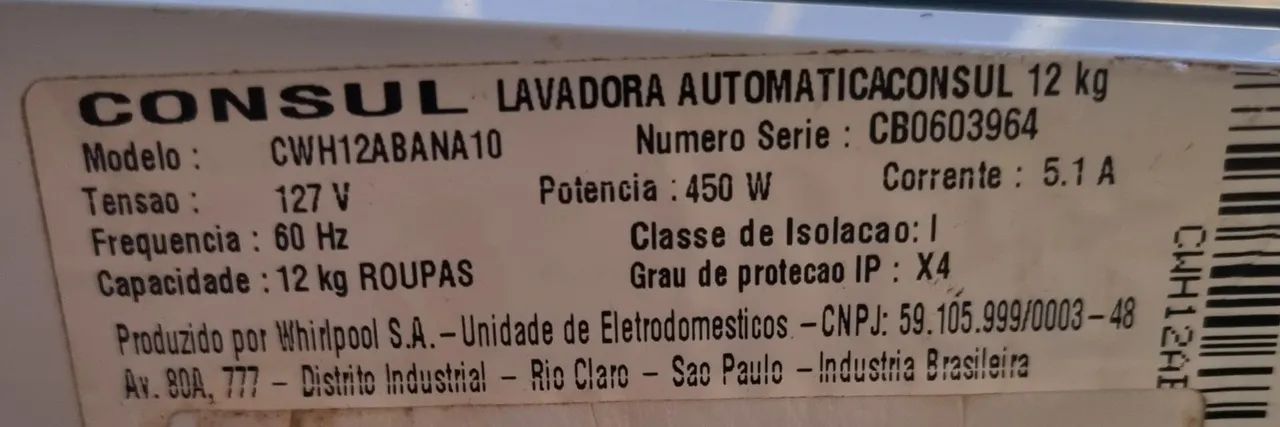 CONSUL LAVADORA AUTOMATICACONSUL 12 kg
Modelo : CWH12ABANA10 Numero Serie : CB0603964
Tensao : 127 V Potencia : 450 W Corrente : 5.1 A
Frequencia : 60 Hz Classe de Isolacao: I
Capacidade : 12 kg ROUPAS Grau de protecao IP : X4
Produzido por Whirlpool S.A.-Unidade de Eletrodomesticos -CNPJ: 59.105.999/0003-48
Av. 80A, 777 - Distrito Industrial - Rio Claro - Sao Paulo -Industria Brasileira
CWH12AB